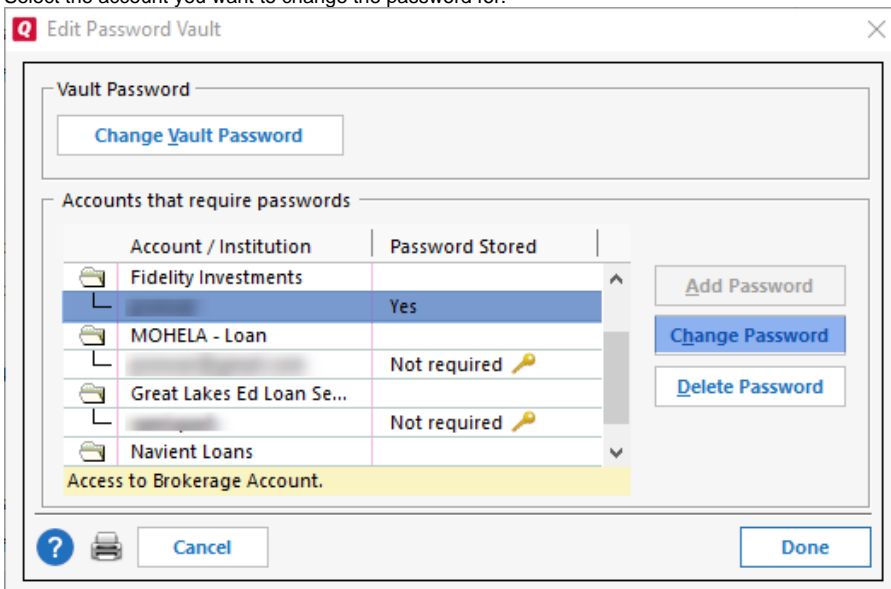 Select the account you want to change the password for.
Edit Password Vault
Vault Password
Change Vault Password
Accounts that require passwords
Account / Institution Password Stored
Fidelity Investments
Yes
Add Password
MOHELA - Loan
Change Password
Not required
Great Lakes Ed Loan Se...
Delete Password
Not required
Navient Loans
Access to Brokerage Account.
? Cancel Done